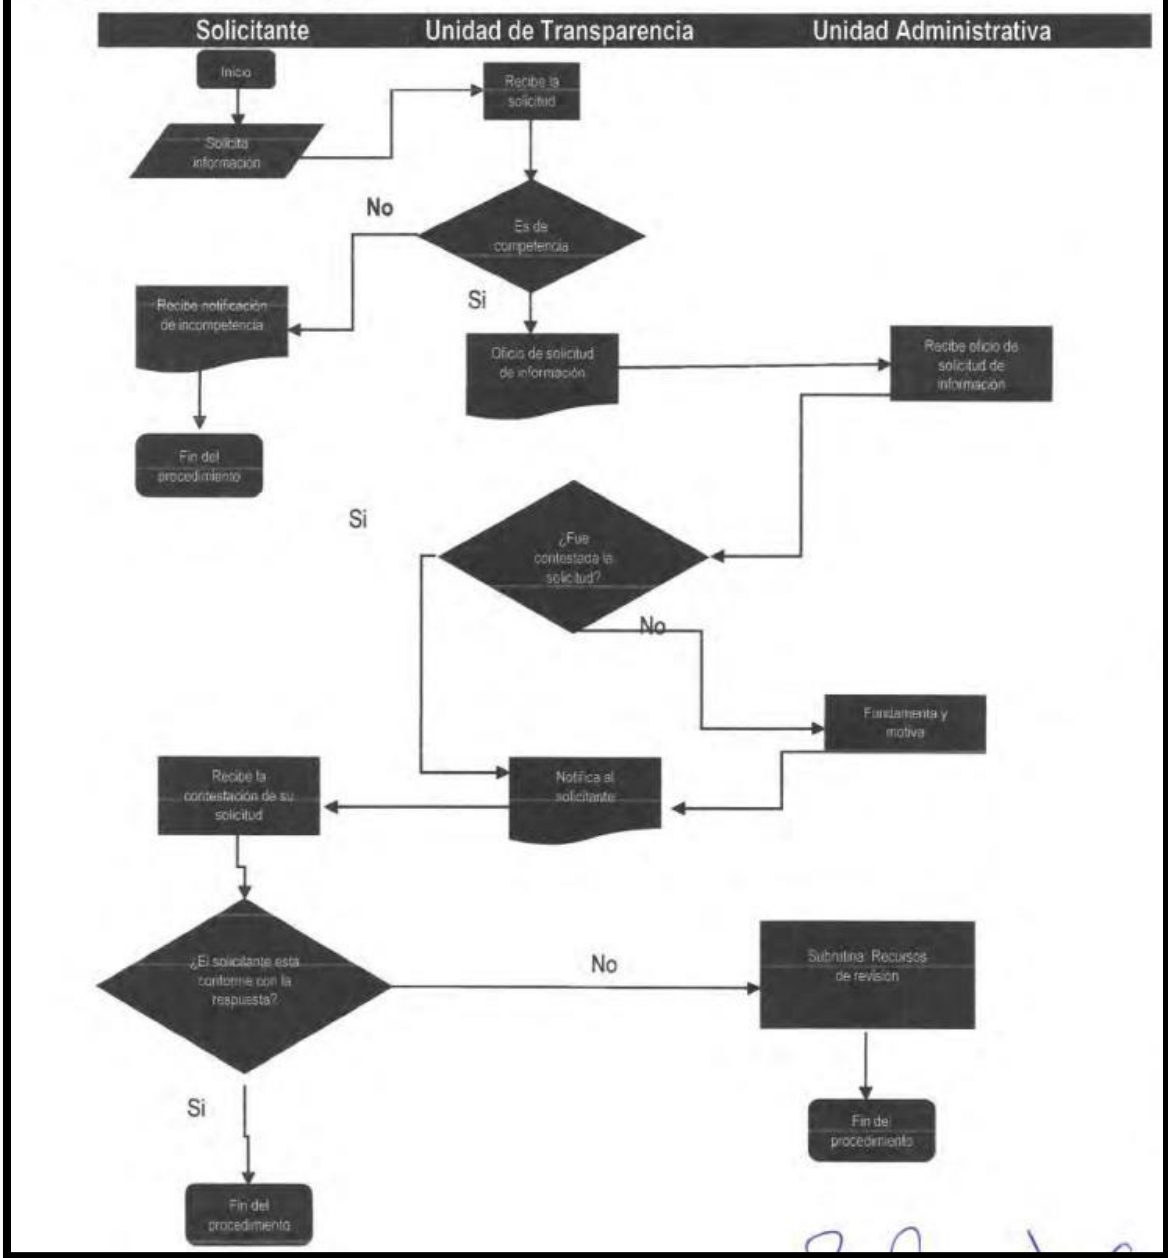 Solicitante Unidad de Transparencia Unidad Administrativa
Inicio
Solicita
información
Recibe la
solicitud
Es de
competencia
No
Si
Recibe notificación
de incompetencia
Fin del
procedimiento
Oficio de solicitud
de información
Recibe oficio de
solicitud de
información
¿Fue
contestada la
solicitud?
Si
No
Fundamenta y
motiva
Notifica al
solicitante
Recibe la
contestación de su
solicitud
¿El solicitante esta
conforme con la
respuesta?
No
Si
Recursos
de revisión
Fin del
procedimiento
Fin del
procedimiento